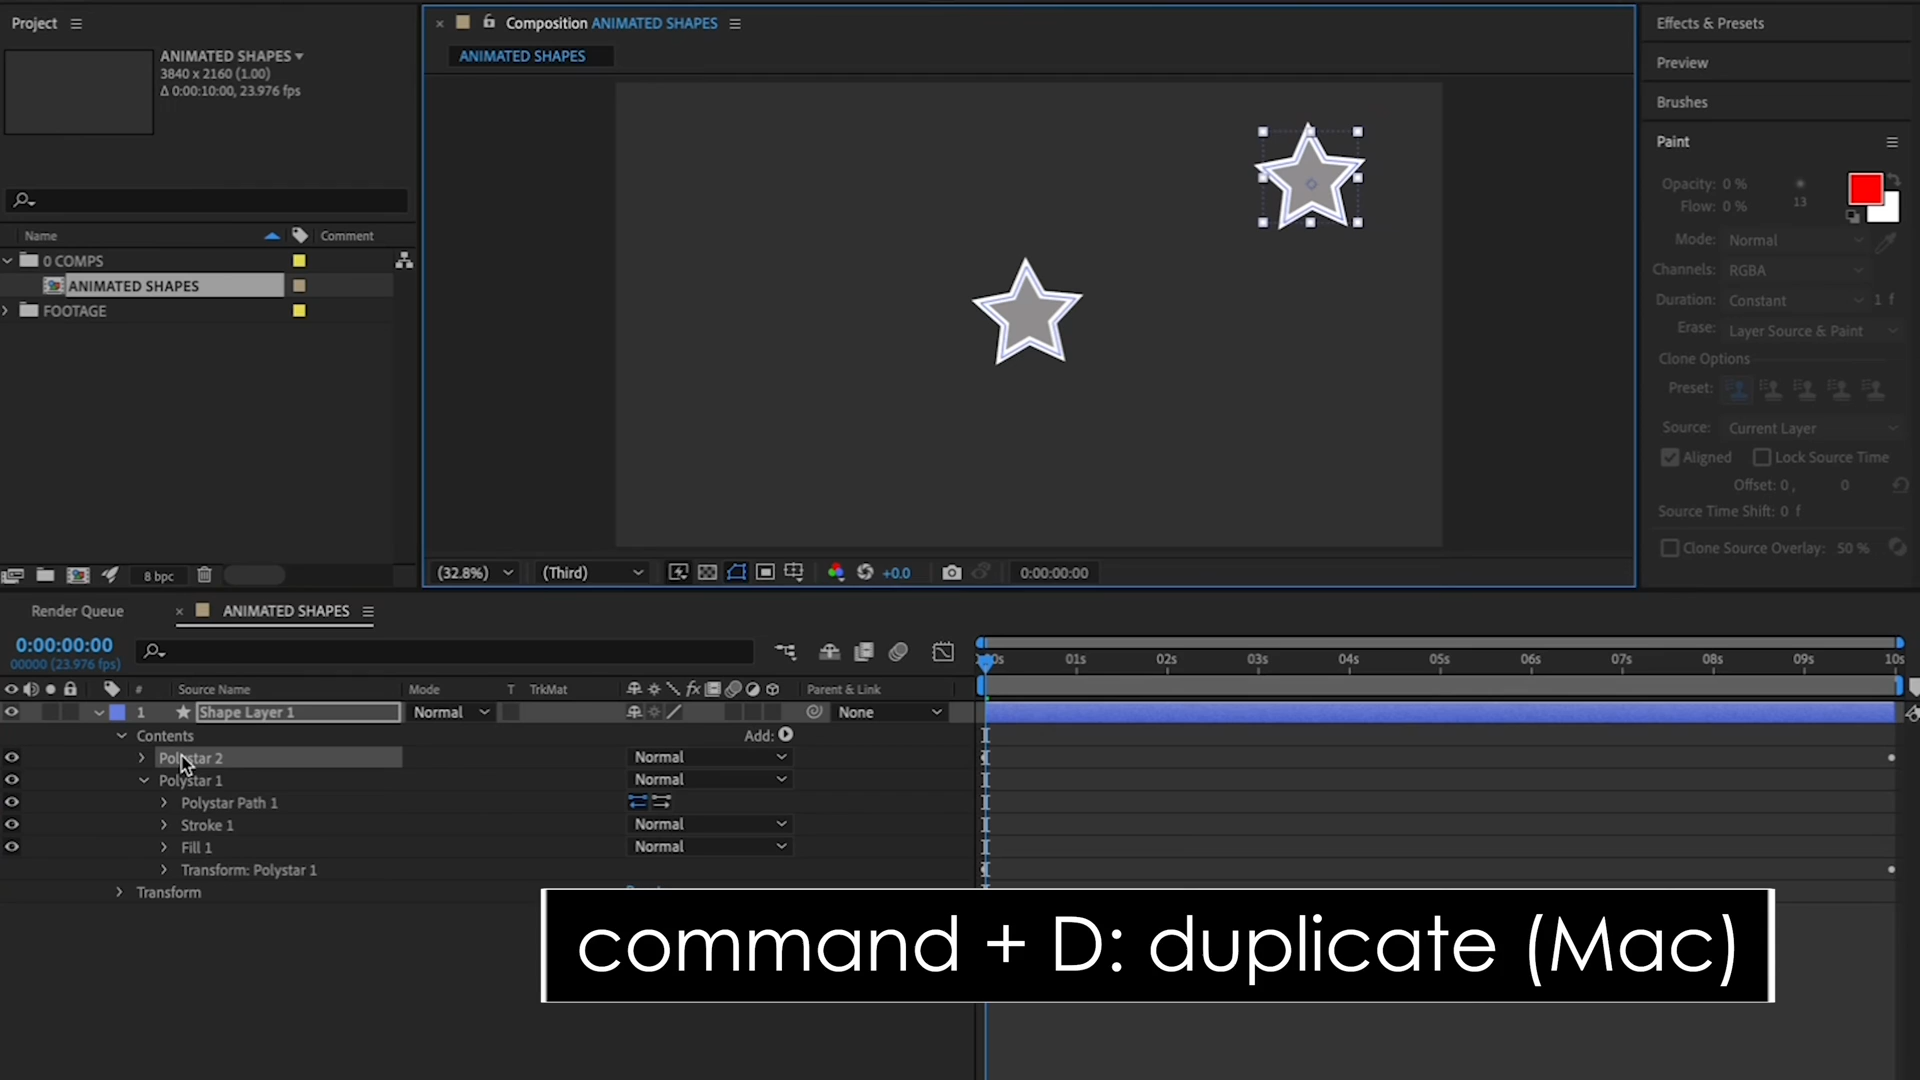 Project
ANIMATED SHAPES
3840 x 2160 (1.00)
Δ 0:00:10:00, 23.976 fps
Name
Comment
0 COMPS
ANIMATED SHAPES
FOOTAGE
8 bpc
Composition ANIMATED SHAPES
ANIMATED SHAPES
(32.8%)
(Third)
+0.0
0:00:00:00
Effects & Presets
Preview
Brushes
Paint
Opacity: 0 %
Flow: 0 %
13
Mode: Normal
Channels: RGBA
Duration: Constant 1 f
Erase: Layer Source & Paint
Clone Options
Preset:
Source: Current Layer
Aligned Lock Source Time
Offset: 0 , 0
Source Time Shift: 0 f
Clone Source Overlay: 50 %
Render Queue
ANIMATED SHAPES
0:00:00:00
00000 (23.976 fps)
01s 02s 03s 04s 05s 06s 07s 08s 09s 10s
# Source Name Mode T TrkMat fx Parent & Link
1 Shape Layer 1 Normal None
Contents Add:
Polystar 2 Normal
Polystar 1 Normal
Polystar Path 1
Stroke 1 Normal
Fill 1 Normal
Transform: Polystar 1
Transform
command + D: duplicate (Mac)